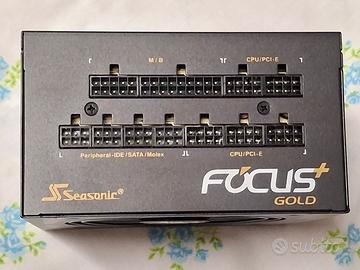 M/B CPU/PCI-E
Peripheral-IDE/SATA/Molex CPU/PCI-E
Seasonic® FOCUS+
GOLD
subito